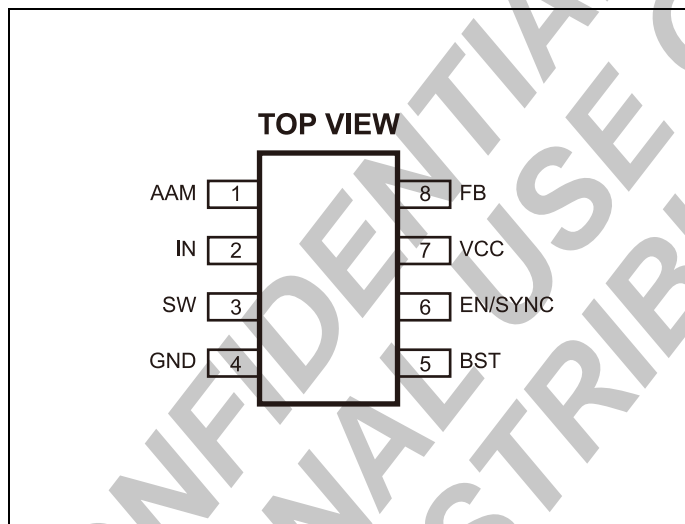 TOP VIEW
AAM 1 8 FB
IN 2 7 VCC
SW 3 6 EN/SYNC
GND 4 5 BST